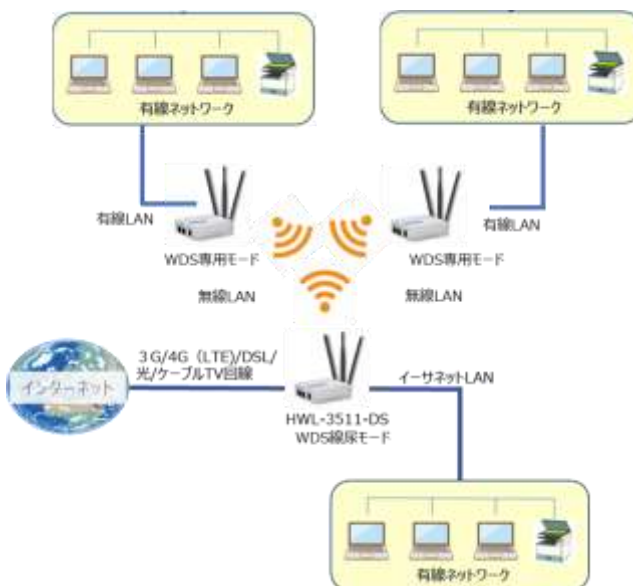 有線ネットワーク
有線ネットワーク
有線LAN
有線LAN
WDS専用モード
WDS専用モード
無線LAN
無線LAN
3G/4G（LTE)/DSL/
光/ケーブルTV回線
インターネット
イーサネットLAN
HWL-3511-DS
WDS線尿モード
有線ネットワーク